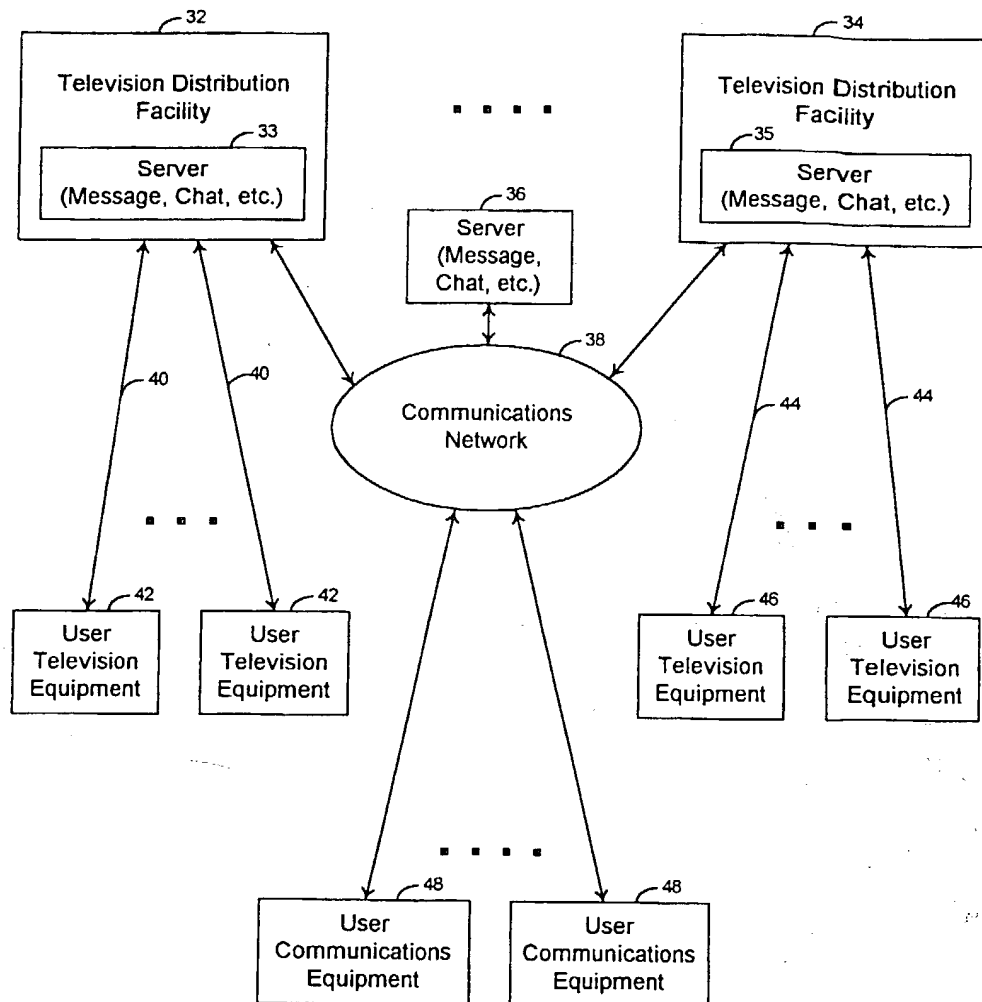 32
Television Distribution
Facility
33
Server
(Message, Chat, etc.)
34
Television Distribution
Facility
35
Server
(Message, Chat, etc.)
36
Server
(Message,
Chat, etc.)
38
Communications
Network
40
40
44
44
42
User
Television
Equipment
42
User
Television
Equipment
46
User
Television
Equipment
46
User
Television
Equipment
48
User
Communications
Equipment
48
User
Communications
Equipment